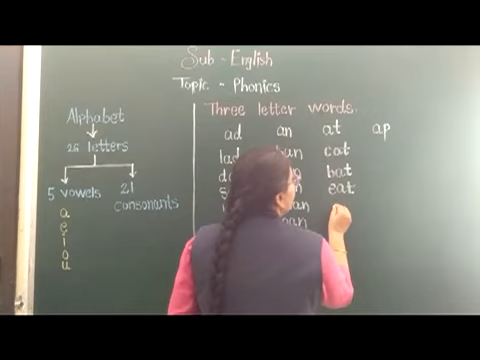 Sub - English
Topic - Phonics
Alphabet
26 letters
5 vowels
21 consonants
a
e
i
o
u
Three letter words.
ad an at ap
cat
bat
eat